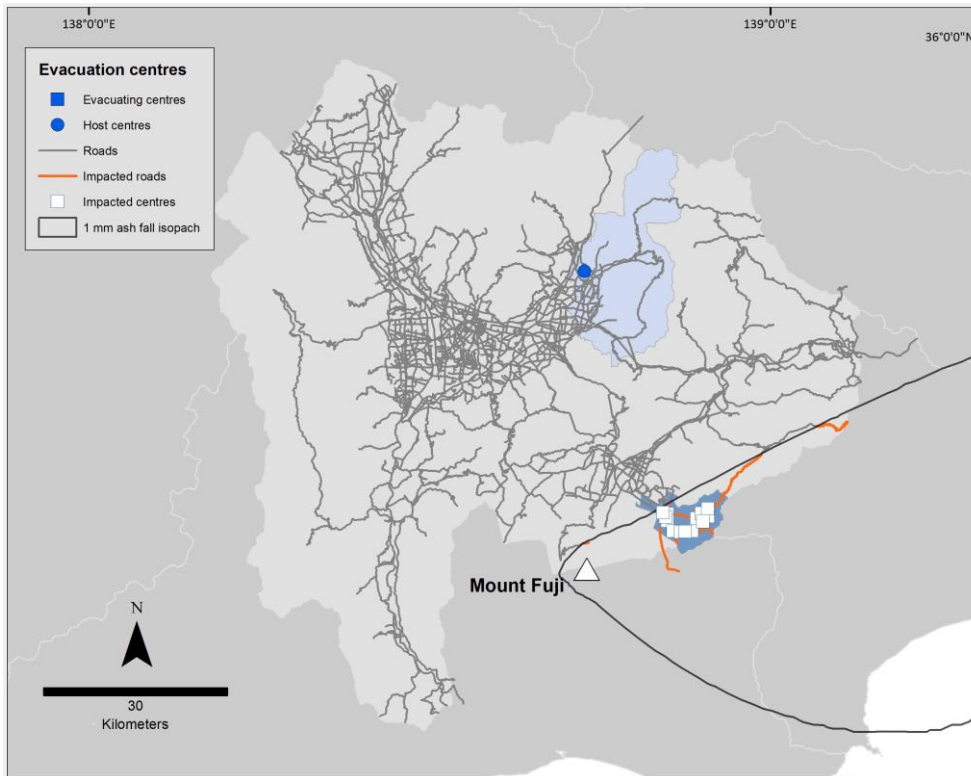 138°0'0"E
139°0'0"E
36°0'0"N
Evacuation centres
Evacuating centres
Host centres
Roads
Impacted roads
Impacted centres
1 mm ash fall isopach
Mount Fuji
N
30
Kilometers